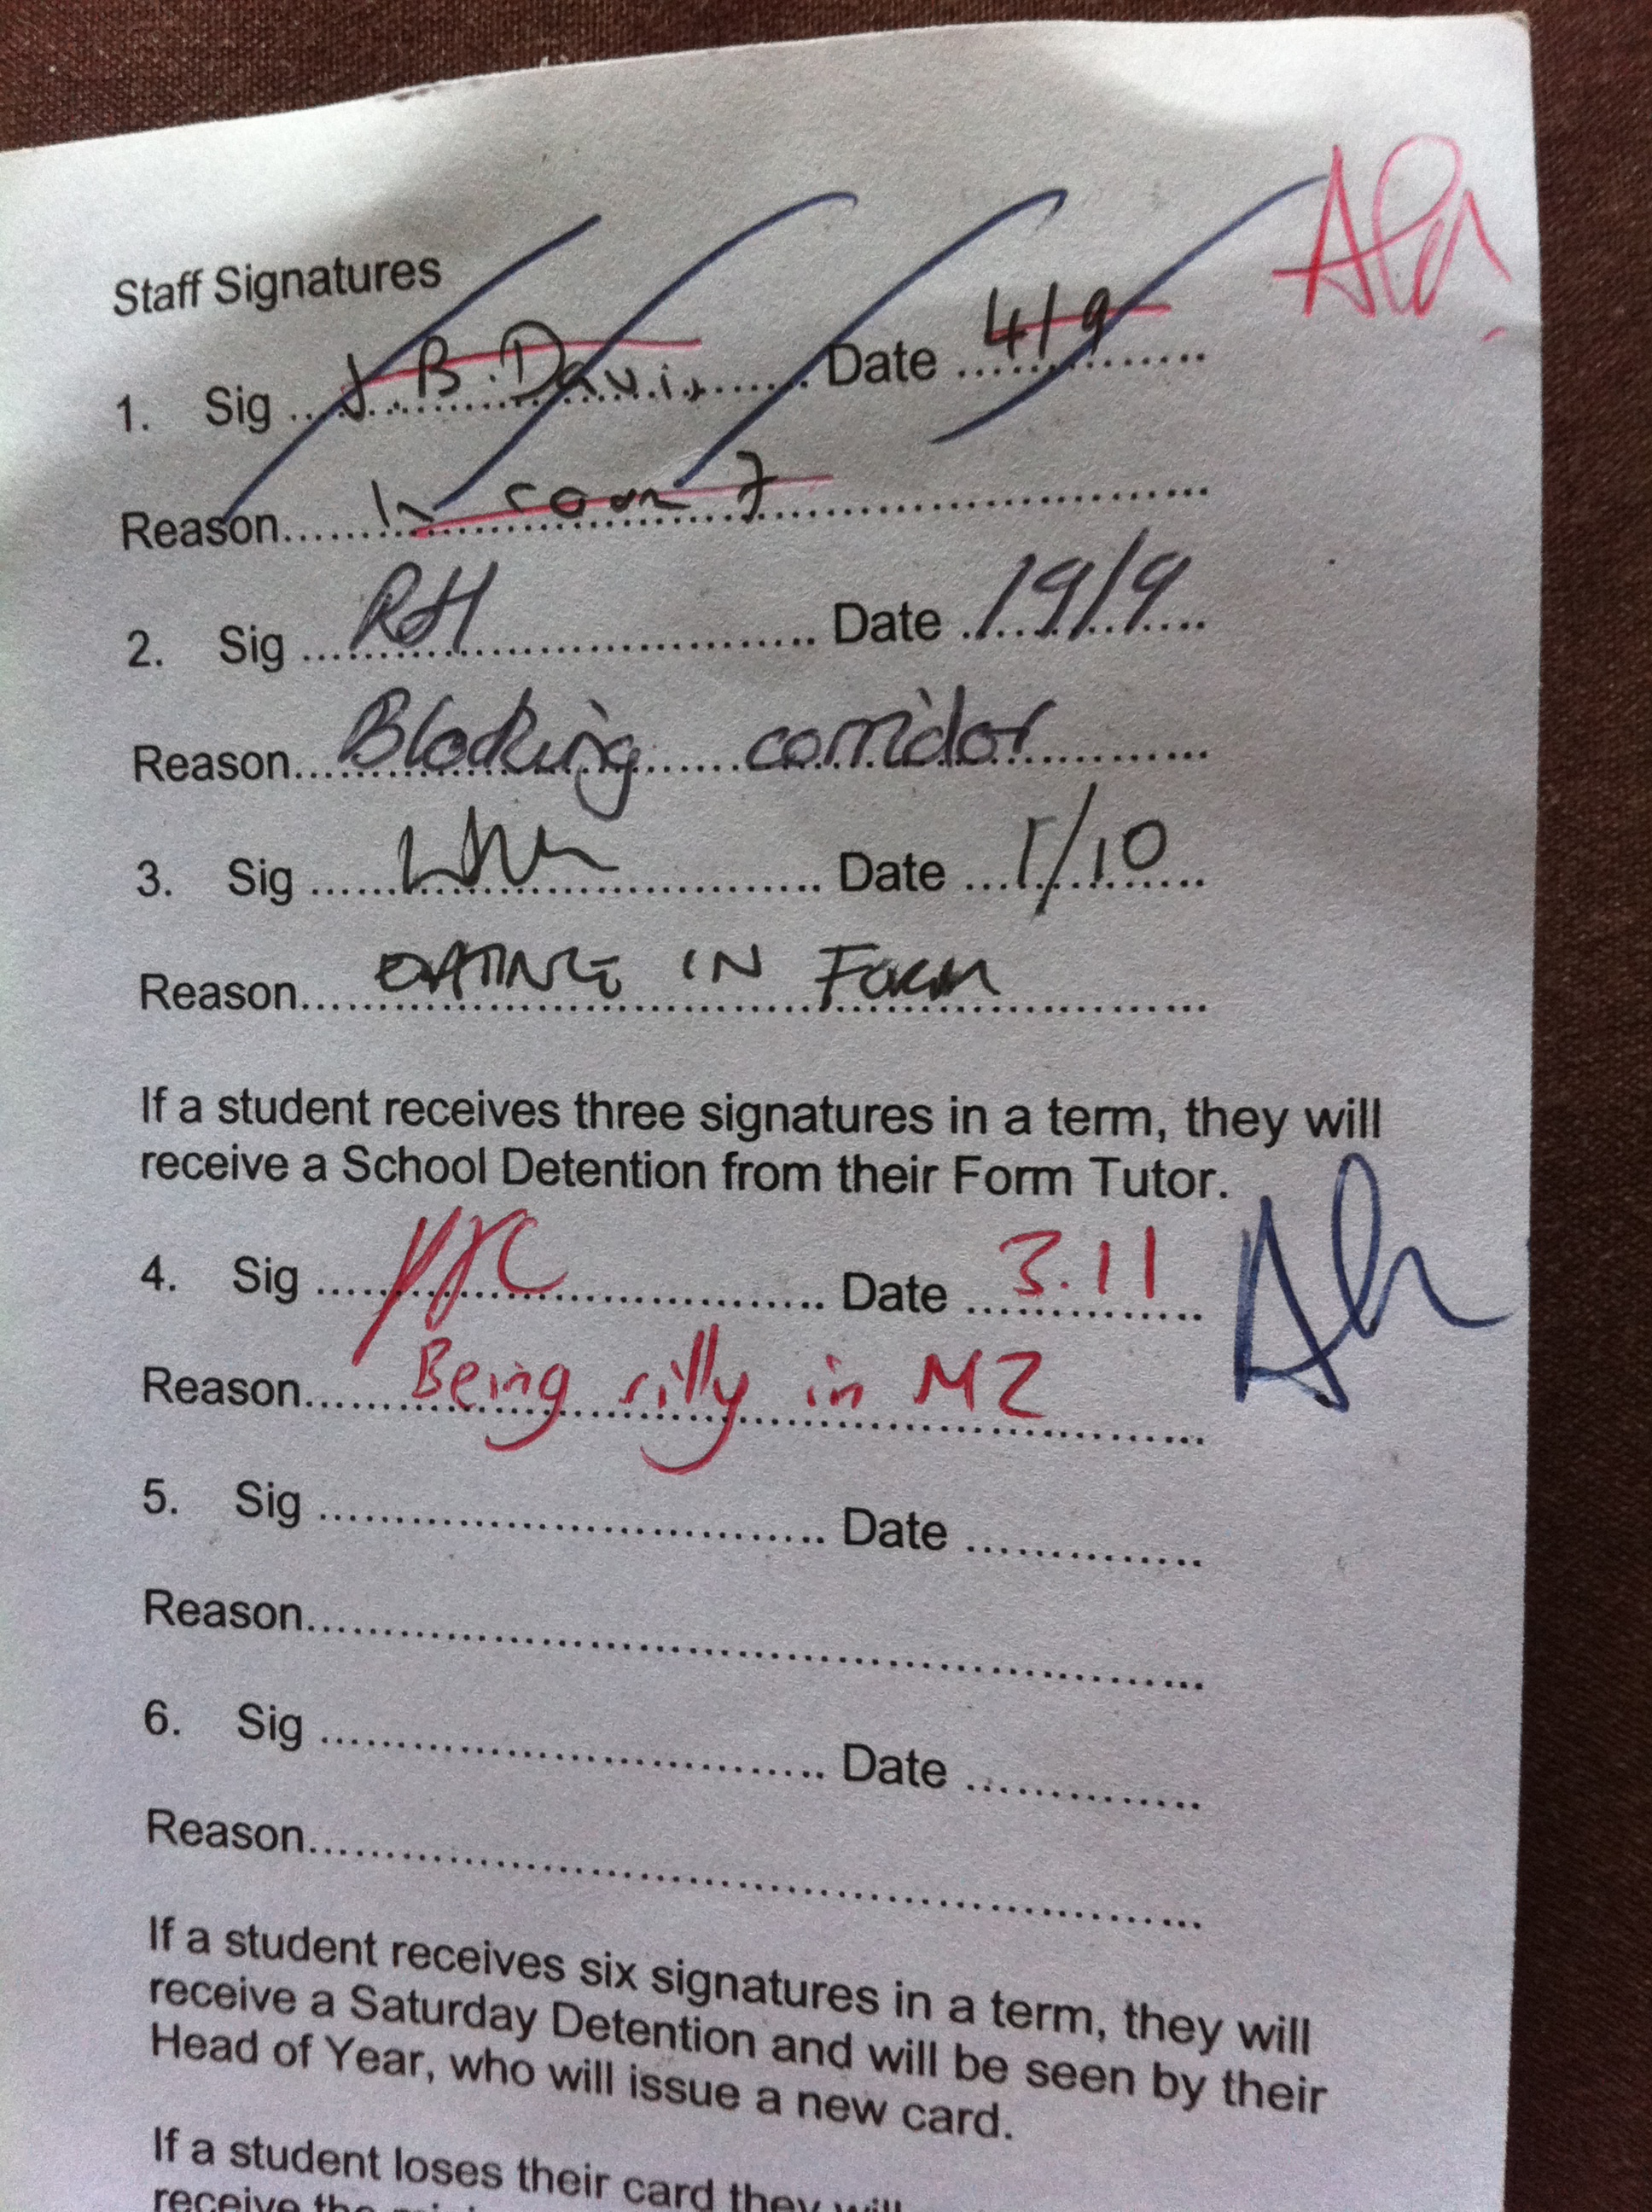 Staff Signatures
1. Sig ... J. B. Davis ... Date ... 4/9 ...
Reason... In room 7 ...
2. Sig ... RH ... Date ... 19/9 ...
Reason... Blocking corridor ...
3. Sig ... Date ... 1/10 ...
Reason... EATING IN FORM ...
If a student receives three signatures in a term, they will
receive a School Detention from their Form Tutor.
4. Sig ... Date ... 3.11 ...
Reason... Being silly in M2 ...
5. Sig ... Date ...
Reason...
6. Sig ... Date ...
Reason...
If a student receives six signatures in a term, they will
receive a Saturday Detention and will be seen by their
Head of Year, who will issue a new card.
If a student loses their card they will
receive the